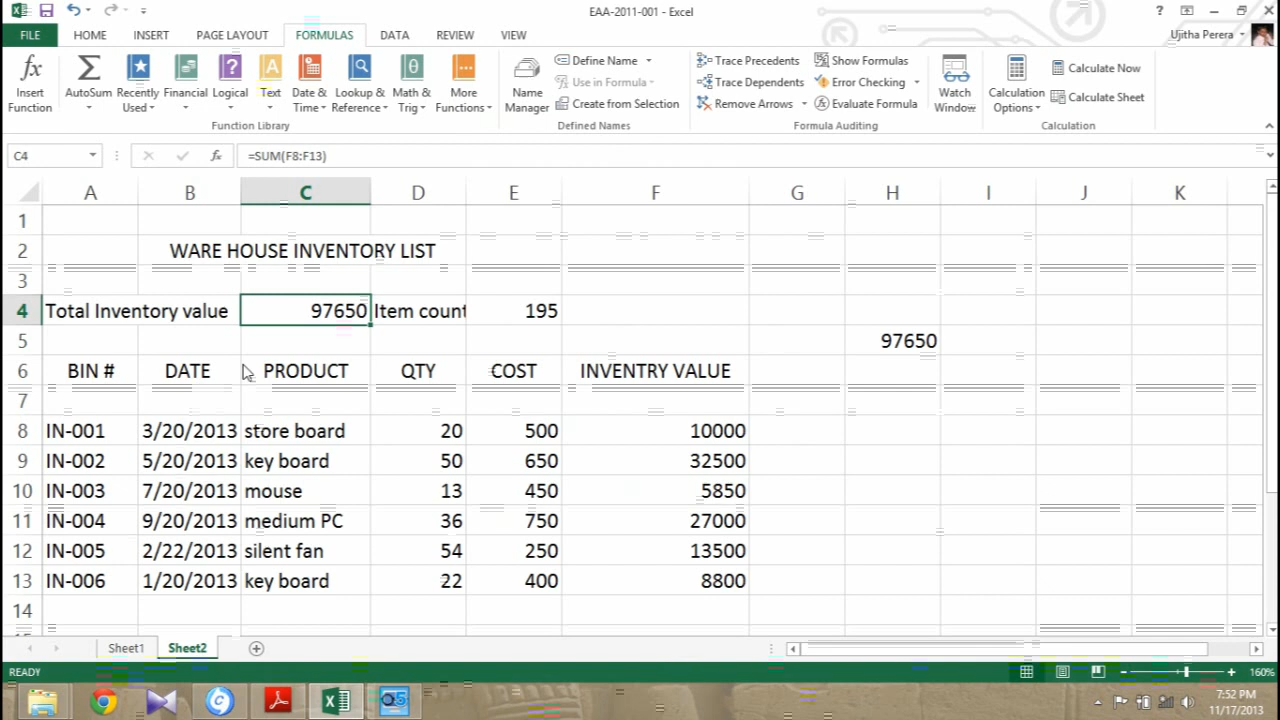 EAA-2011-001 - Excel
?
FILE HOME INSERT PAGE LAYOUT FORMULAS DATA REVIEW VIEW Ujitha Perera
fx Insert Function
Σ AutoSum
Recently Used
Financial
Logical
Text
Date & Time
Lookup & Reference
Math & Trig
More Functions
Function Library
Name Manager
Define Name
Use in Formula
Create from Selection
Defined Names
Trace Precedents
Trace Dependents
Remove Arrows
Show Formulas
Error Checking
Evaluate Formula
Formula Auditing
Watch Window
Calculation Options
Calculate Now
Calculate Sheet
Calculation
C4 fx =SUM(F8:F13)
A B C D E F G H I J K
1
2 WARE HOUSE INVENTORY LIST
3
4 Total Inventory value 97650 Item count 195
5 97650
6 BIN # DATE PRODUCT QTY COST INVENTRY VALUE
7
8 IN-001 3/20/2013 store board 20 500 10000
9 IN-002 5/20/2013 key board 50 650 32500
10 IN-003 7/20/2013 mouse 13 450 5850
11 IN-004 9/20/2013 medium PC 36 750 27000
12 IN-005 2/22/2013 silent fan 54 250 13500
13 IN-006 1/20/2013 key board 22 400 8800
14
Sheet1 Sheet2
READY 160%
7:52 PM
11/17/2013